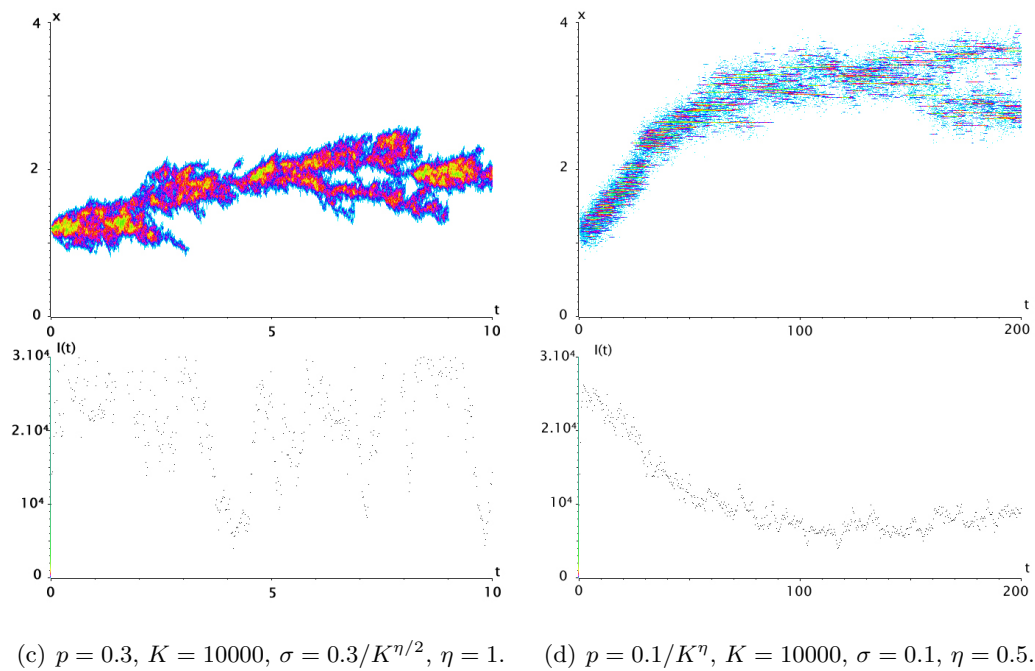 x
4
2
0
t
0
5
10
x
4
2
0
t
0
100
200
I(t)
3.10⁴
2.10⁴
10⁴
0
t
0
5
10
I(t)
3.10⁴
2.10⁴
10⁴
0
t
0
100
200
(c) p = 0.3, K = 10000, σ = 0.3/K^{η/2}, η = 1.
(d) p = 0.1/K^η, K = 10000, σ = 0.1, η = 0.5.